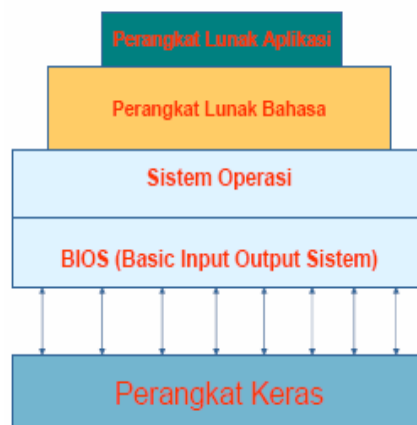 Perangkat Lunak Aplikasi
Perangkat Lunak Bahasa
Sistem Operasi
BIOS (Basic Input Output Sistem)
Perangkat Keras